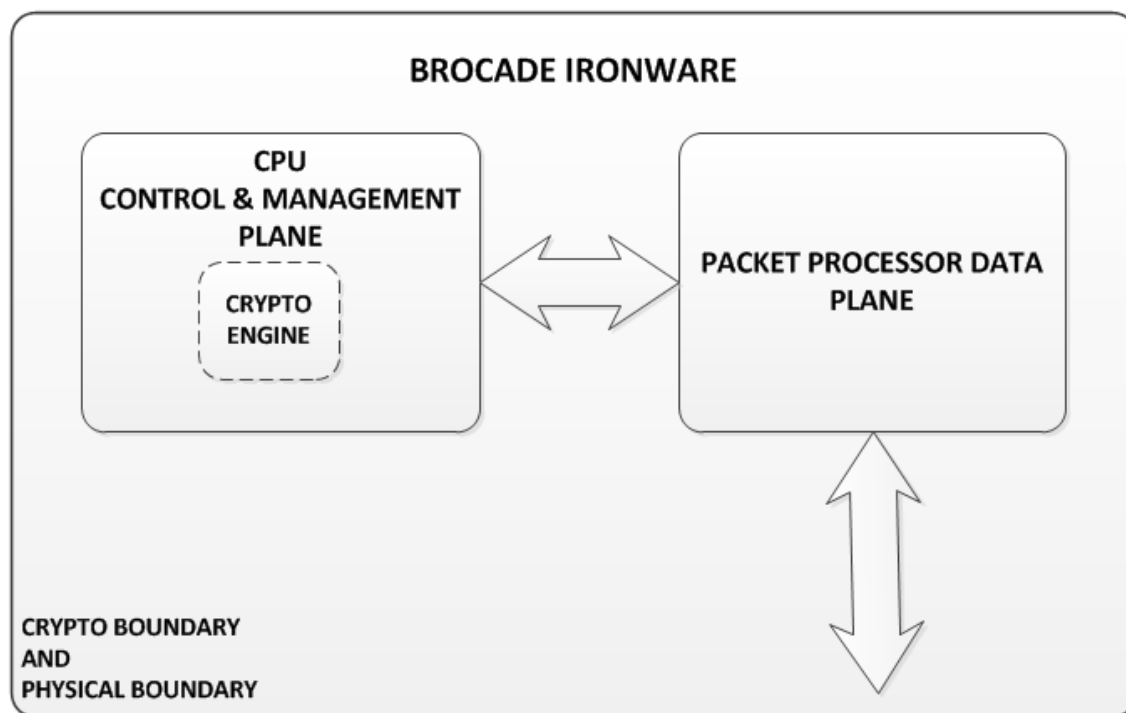 BROCADE IRONWARE
CPU
CONTROL & MANAGEMENT
PLANE
CRYPTO
ENGINE
PACKET PROCESSOR DATA
PLANE
CRYPTO BOUNDARY
AND
PHYSICAL BOUNDARY